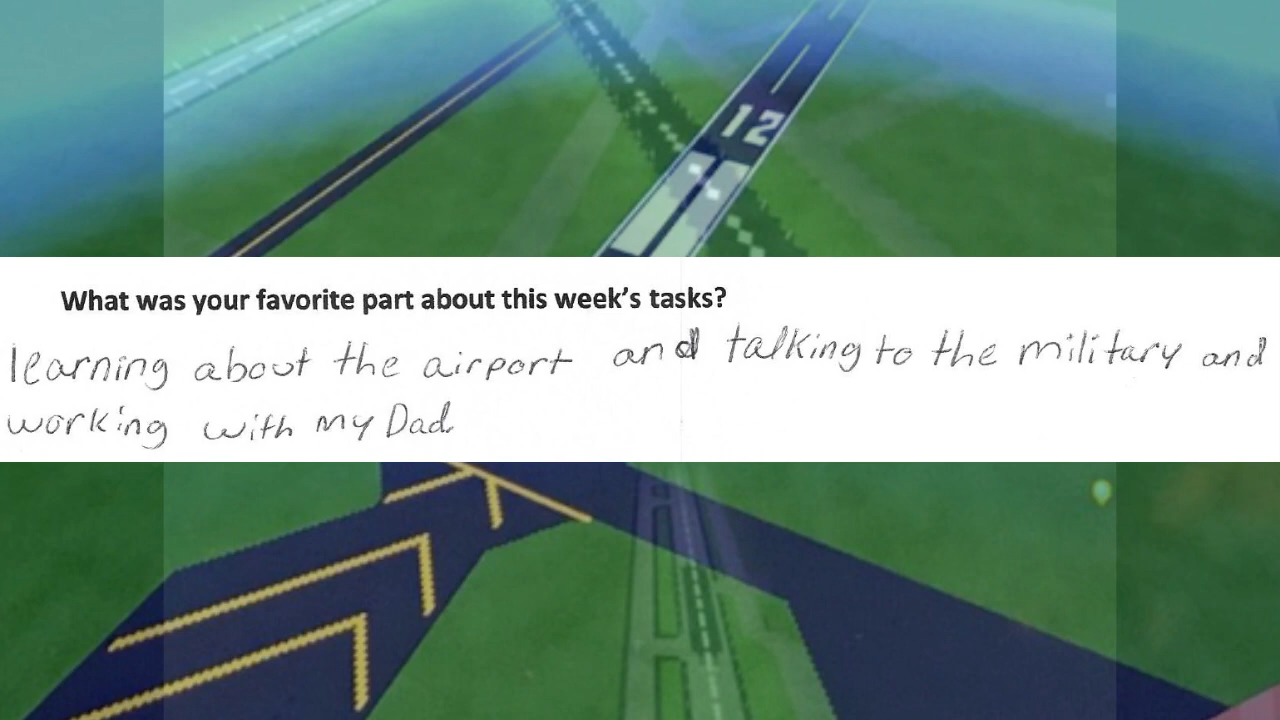 12
What was your favorite part about this week's tasks?
learning about the airport and talking to the military and
working with my Dad.